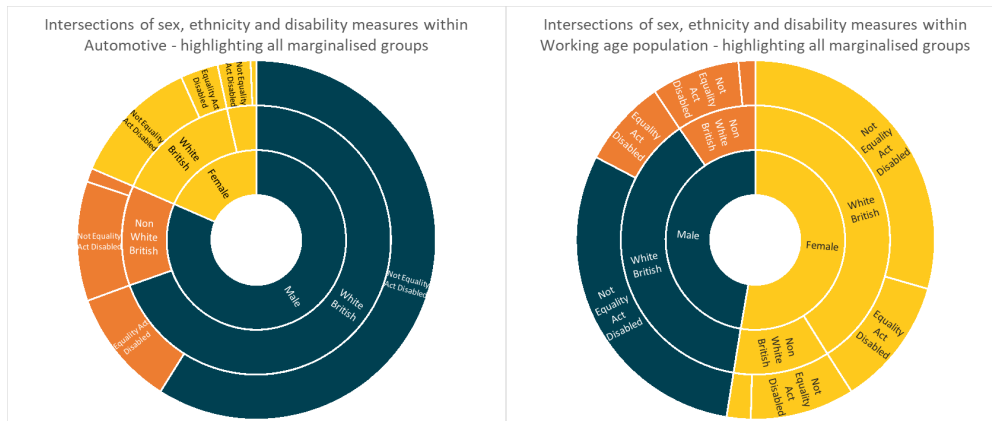 Intersections of sex, ethnicity and disability measures within
Automotive - highlighting all marginalised groups
Not Equality
Act Disabled
Equality Act
Disabled
Not Equality
Act Disabled
White
British
Female
Non
White
British
Not Equality
Act Disabled
Equality Act
Disabled
Male
White
British
Not Equality
Act Disabled
Intersections of sex, ethnicity and disability measures within
Working age population - highlighting all marginalised groups
Not
Equality
Act
Disabled
Equality
Act
Disabled
Non
White
British
Male
White
British
Not
Equality
Act
Disabled
Not
Equality
Act
Disabled
White
British
Female
Equality
Act
Disabled
Non
White
British
Not
Equality
Act
Disabled